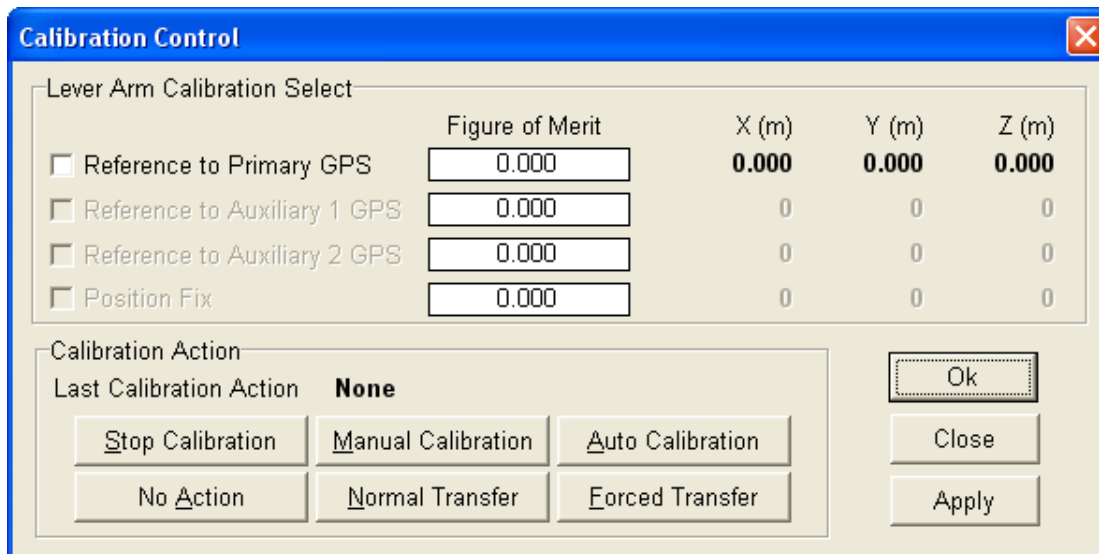 Calibration Control
Lever Arm Calibration Select
Figure of Merit X (m) Y (m) Z (m)
Reference to Primary GPS 0.000 0.000 0.000 0.000
Reference to Auxiliary 1 GPS 0.000 0 0 0
Reference to Auxiliary 2 GPS 0.000 0 0 0
Position Fix 0.000 0 0 0
Calibration Action
Last Calibration Action None
Stop Calibration Manual Calibration Auto Calibration
No Action Normal Transfer Forced Transfer
Ok
Close
Apply